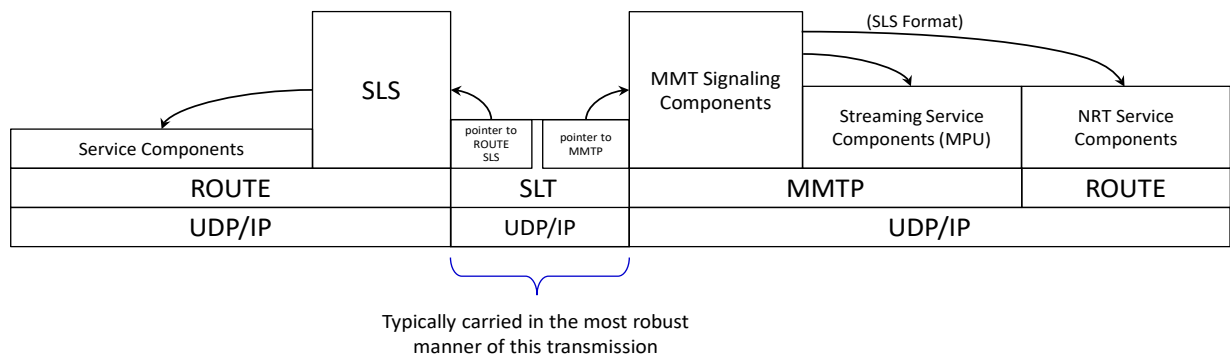 (SLS Format)
SLS
MMT Signaling
Components
Service Components
pointer to
ROUTE
SLS
pointer to
MMTP
Streaming Service
Components (MPU)
NRT Service
Components
ROUTE
SLT
MMTP
ROUTE
UDP/IP
UDP/IP
UDP/IP
Typically carried in the most robust
manner of this transmission